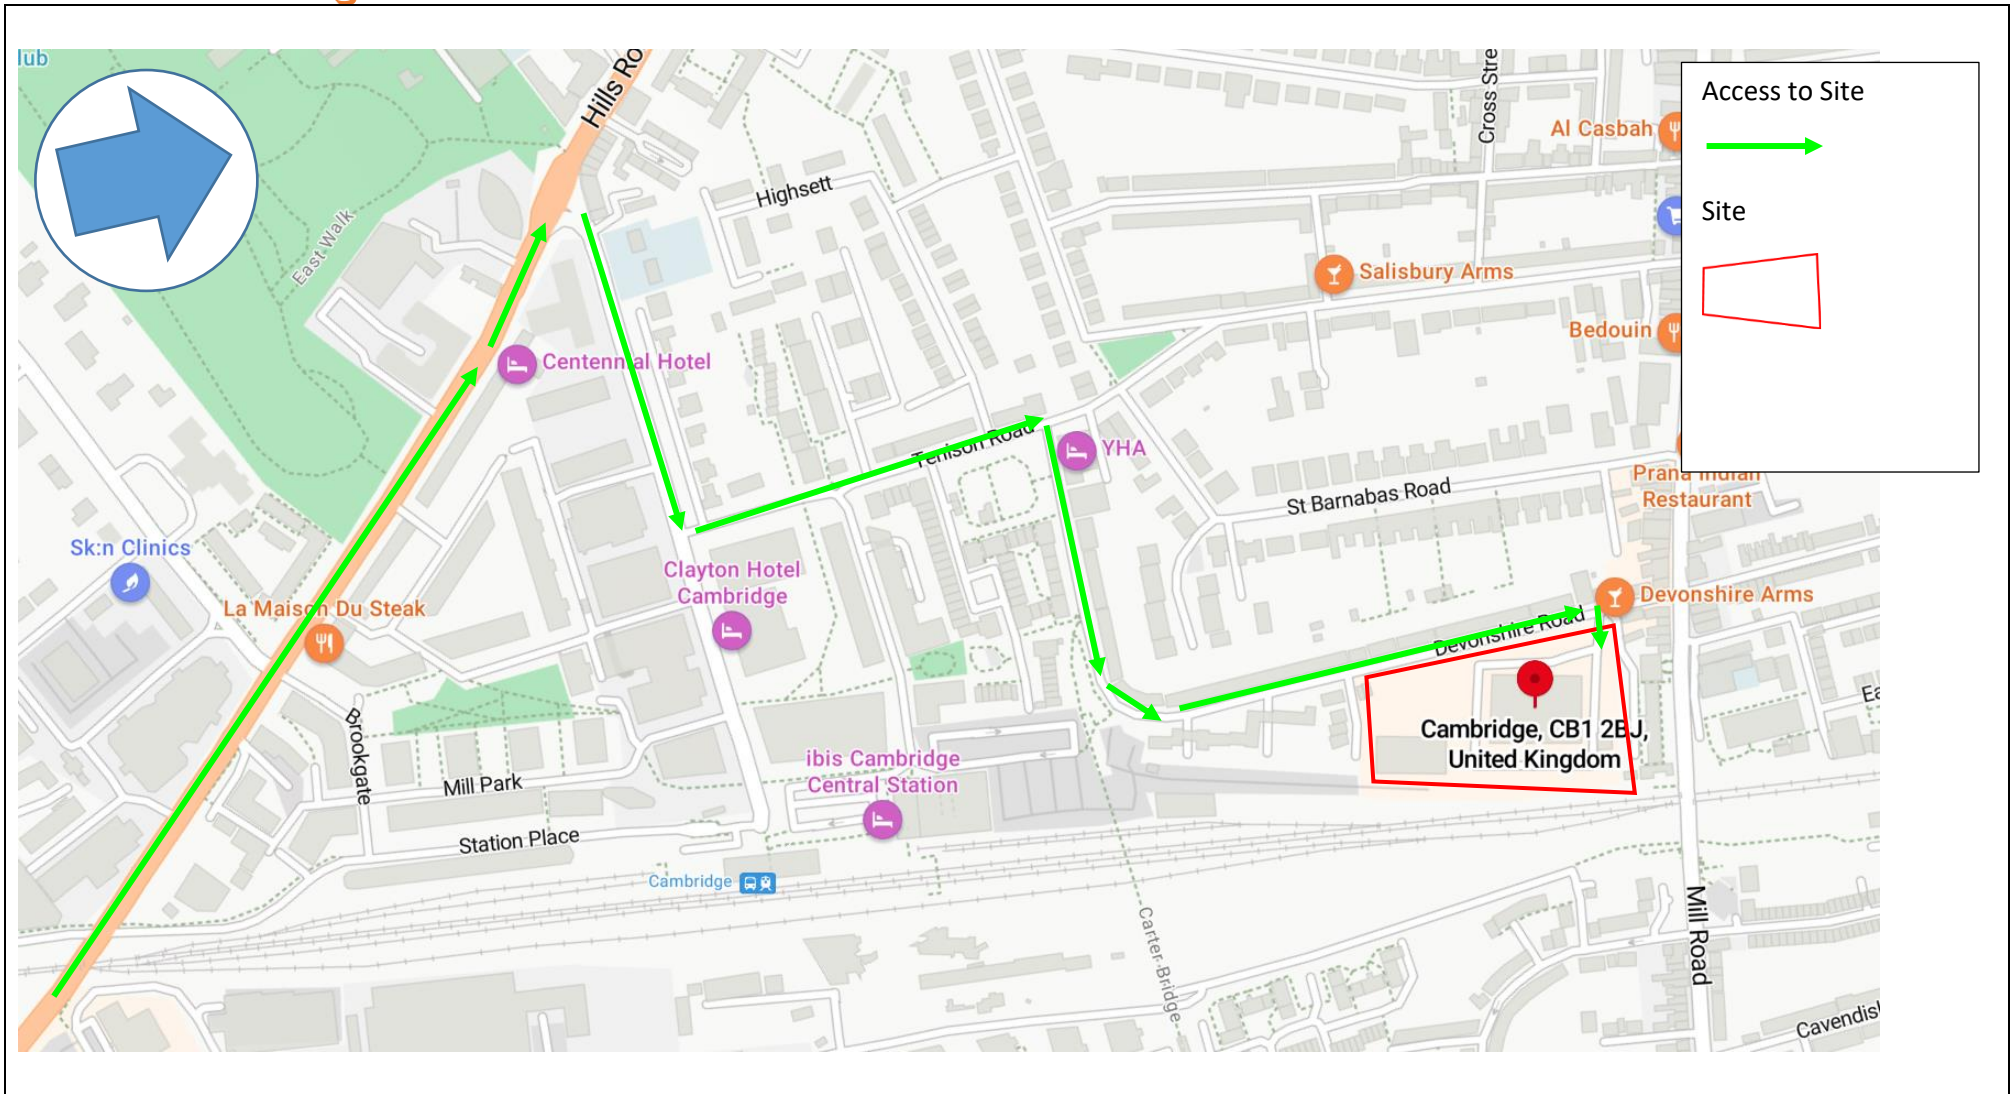 lub
Hills Ro
Cross Stre
Access to Site
Al Casbah
Highsett
Site
East Walk
Salisbury Arms
Bedouin
Centennial Hotel
Tenison Road
YHA
St Barnabas Road
Prana Indian
Restaurant
Sk:n Clinics
Clayton Hotel
Cambridge
La Maison Du Steak
Devonshire Arms
Devonshire Road
Ea
Cambridge, CB1 2BJ,
United Kingdom
Brookgate
ibis Cambridge
Central Station
Mill Park
Station Place
Cambridge
Carter Bridge
Mill Road
Cavendis